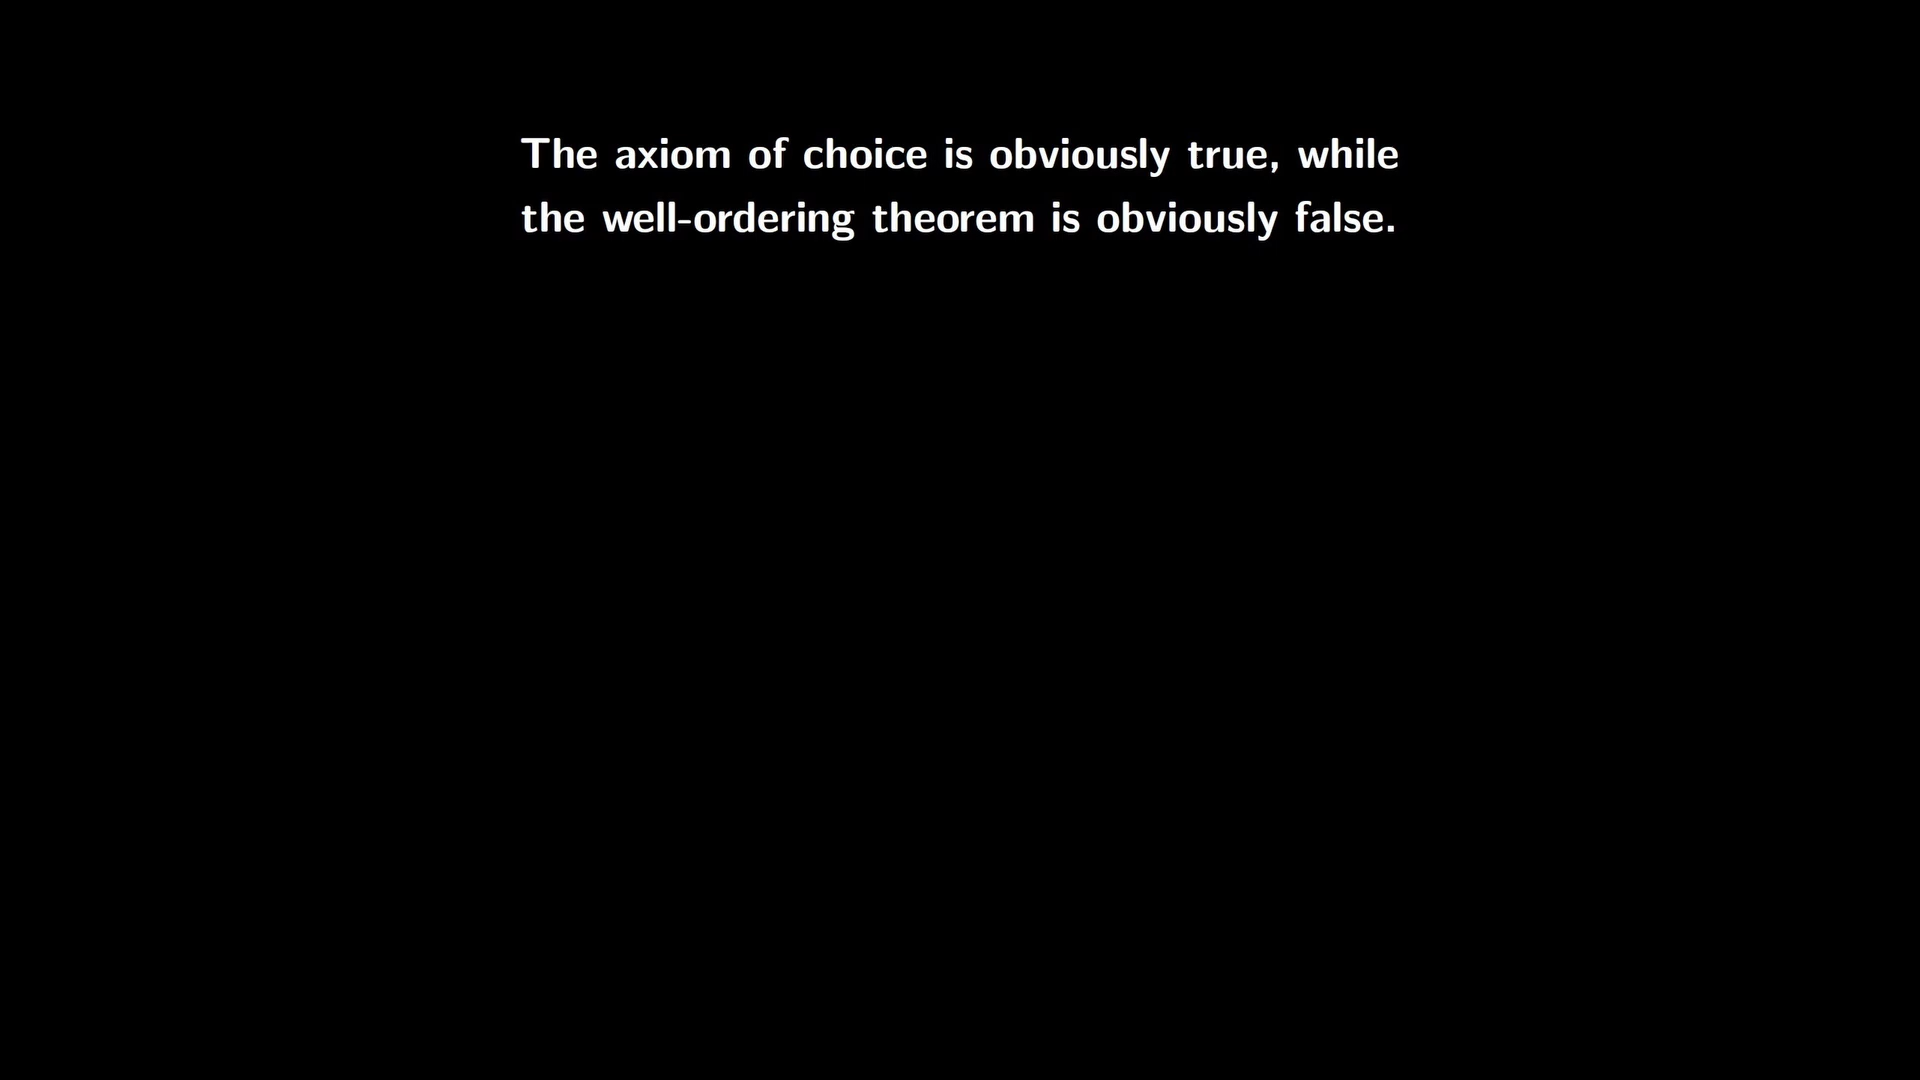 The axiom of choice is obviously true, while
the well-ordering theorem is obviously false.